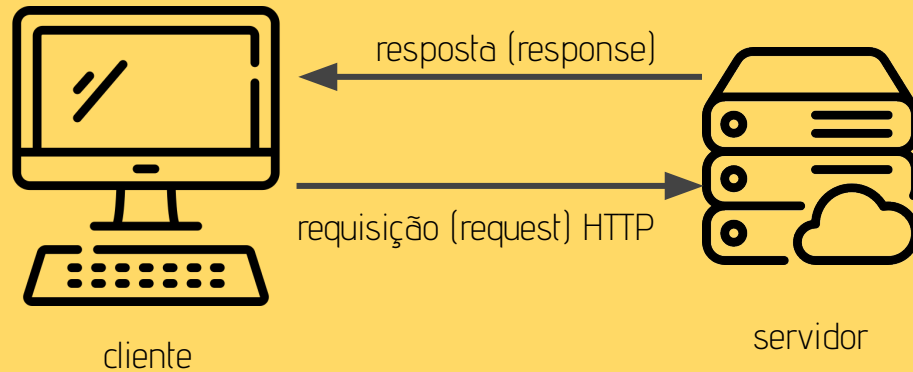 resposta (response)
requisição (request) HTTP
cliente
servidor